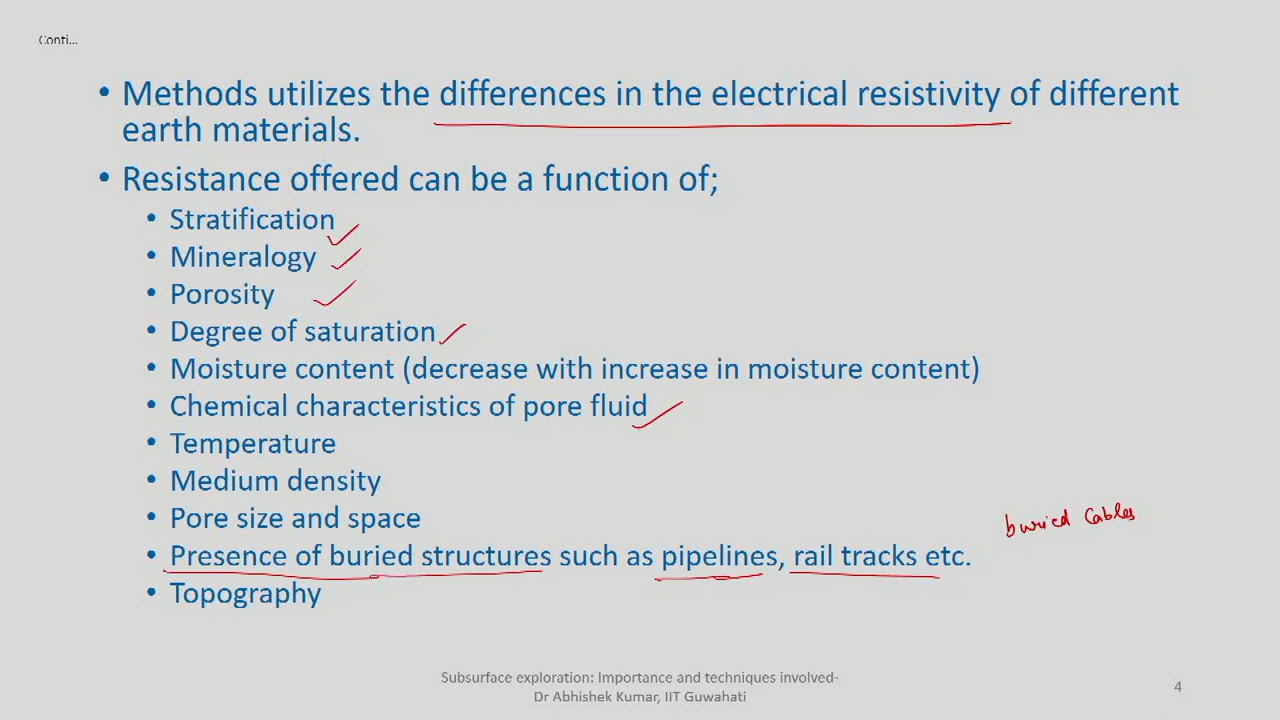 Conti...
• Methods utilizes the differences in the electrical resistivity of different
earth materials.
• Resistance offered can be a function of;
• Stratification
• Mineralogy
• Porosity
• Degree of saturation
• Moisture content (decrease with increase in moisture content)
• Chemical characteristics of pore fluid
• Temperature
• Medium density
• Pore size and space
buried cables
• Presence of buried structures such as pipelines, rail tracks etc.
• Topography
Subsurface exploration: Importance and techniques involved-
Dr Abhishek Kumar, IIT Guwahati
4